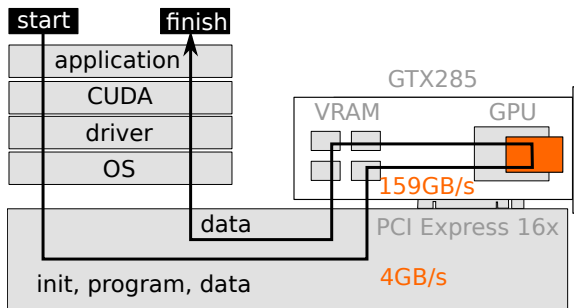 start
finish
application
CUDA
driver
OS
GTX285
VRAM
GPU
159GB/s
data
PCI Express 16x
init, program, data
4GB/s